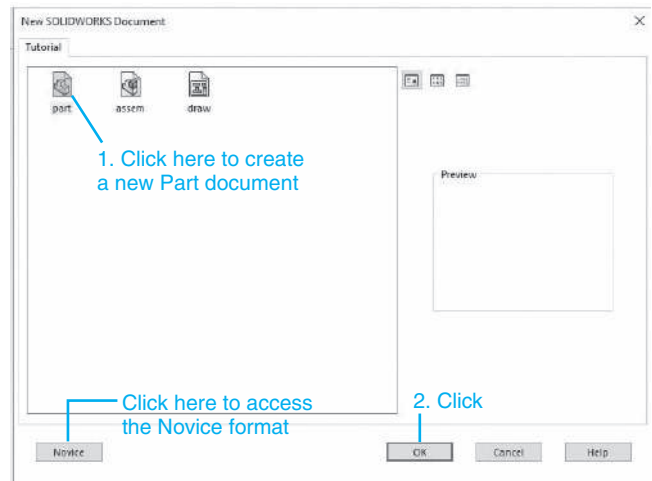 New SOLIDWORKS Document
Tutorial
part
assem
draw
1. Click here to create
a new Part document
Preview
Click here to access
the Novice format
2. Click
Novice
OK
Cancel
Help